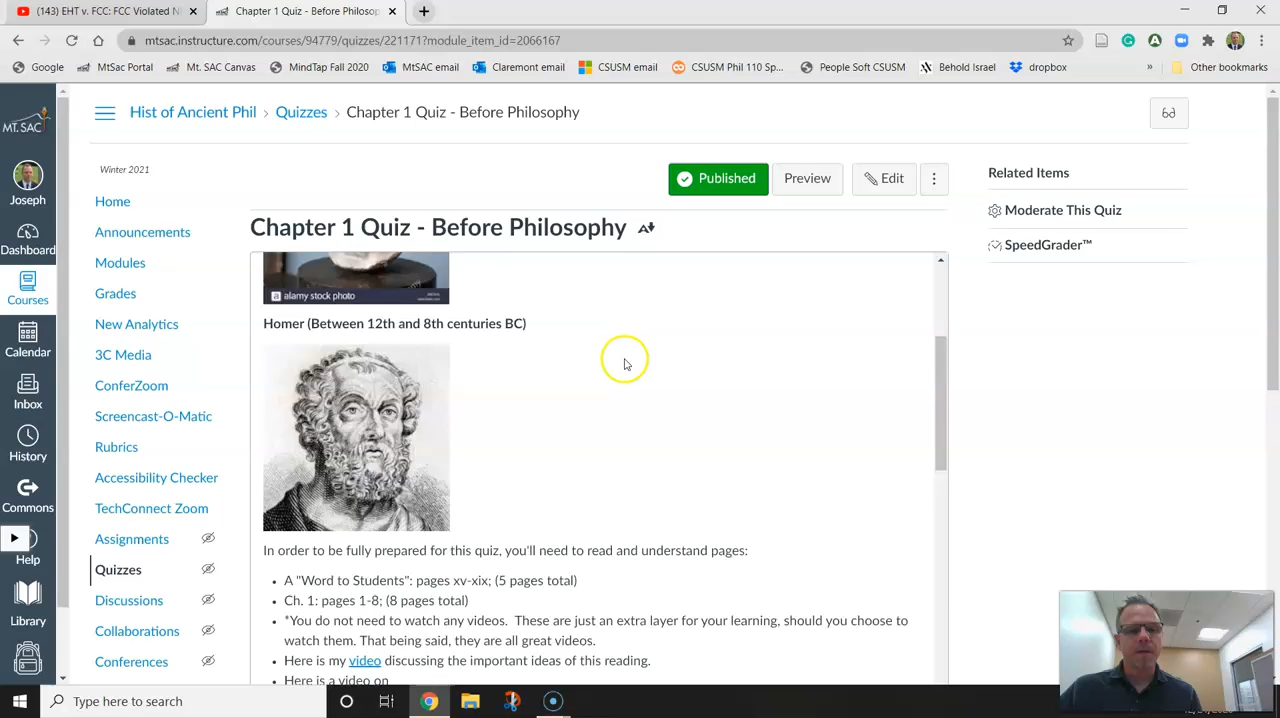 (143) EHT v. FCC: FCC Violated N
Chapter 1 Quiz - Before Philosop
mtsac.instructure.com/courses/94779/quizzes/221171?module_item_id=2066167
Google
MtSac Portal
Mt. SAC Canvas
MindTap Fall 2020
MtSAC email
Claremont email
CSUSM email
CSUSM Phil 110 Sp...
People Soft CSUSM
Behold Israel
dropbox
»
Other bookmarks
MT. SAC
Hist of Ancient Phil > Quizzes > Chapter 1 Quiz - Before Philosophy
Joseph
Dashboard
Courses
Calendar
Inbox
History
Commons
Help
Library
Winter 2021
Home
Announcements
Modules
Grades
New Analytics
3C Media
ConferZoom
Screencast-O-Matic
Rubrics
Accessibility Checker
TechConnect Zoom
Assignments
Quizzes
Discussions
Collaborations
Conferences
Published
Preview
Edit
Chapter 1 Quiz - Before Philosophy
a alamy stock photo
Homer (Between 12th and 8th centuries BC)
In order to be fully prepared for this quiz, you'll need to read and understand pages:
• A "Word to Students": pages xv-xix; (5 pages total)
• Ch. 1: pages 1-8; (8 pages total)
• *You do not need to watch any videos. These are just an extra layer for your learning, should you choose to
watch them. That being said, they are all great videos.
• Here is my video discussing the important ideas of this reading.
• Here is a video on
Related Items
Moderate This Quiz
SpeedGrader™
Type here to search